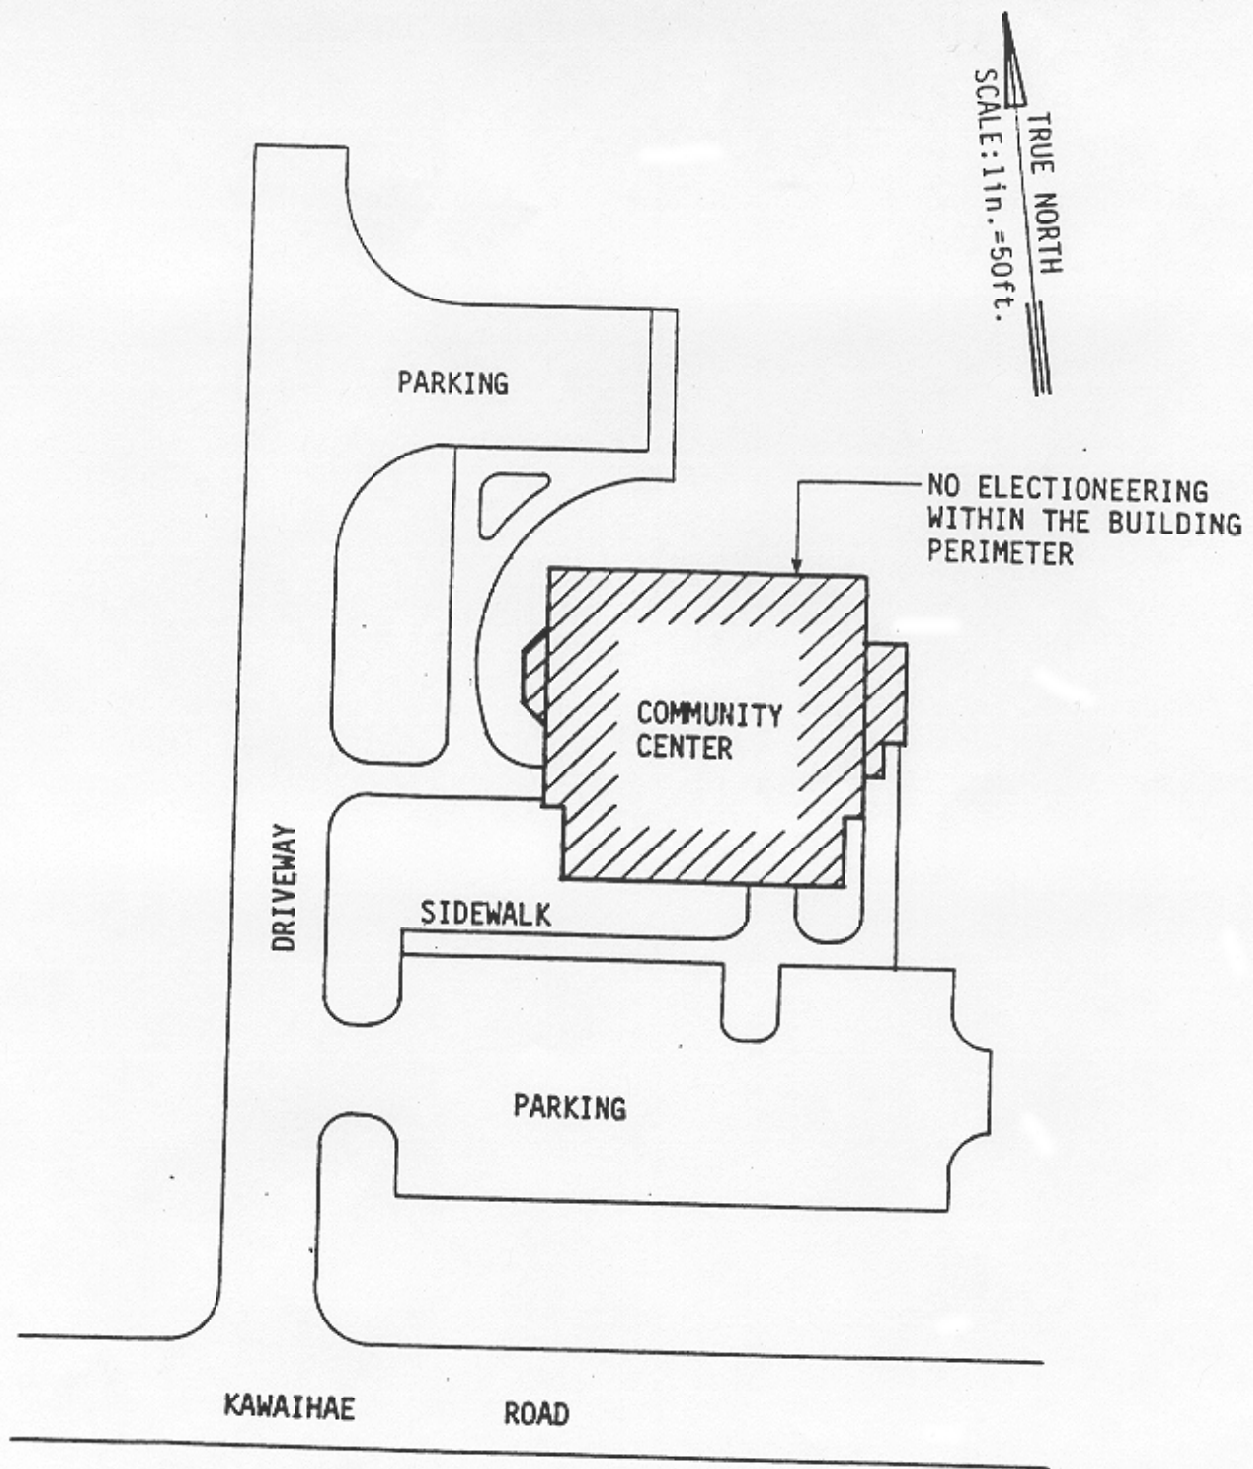 TRUE NORTH
SCALE:1in.=50ft.
PARKING
NO ELECTIONEERING
WITHIN THE BUILDING
PERIMETER
COMMUNITY
CENTER
DRIVEWAY
SIDEWALK
PARKING
KAWAIHAE ROAD